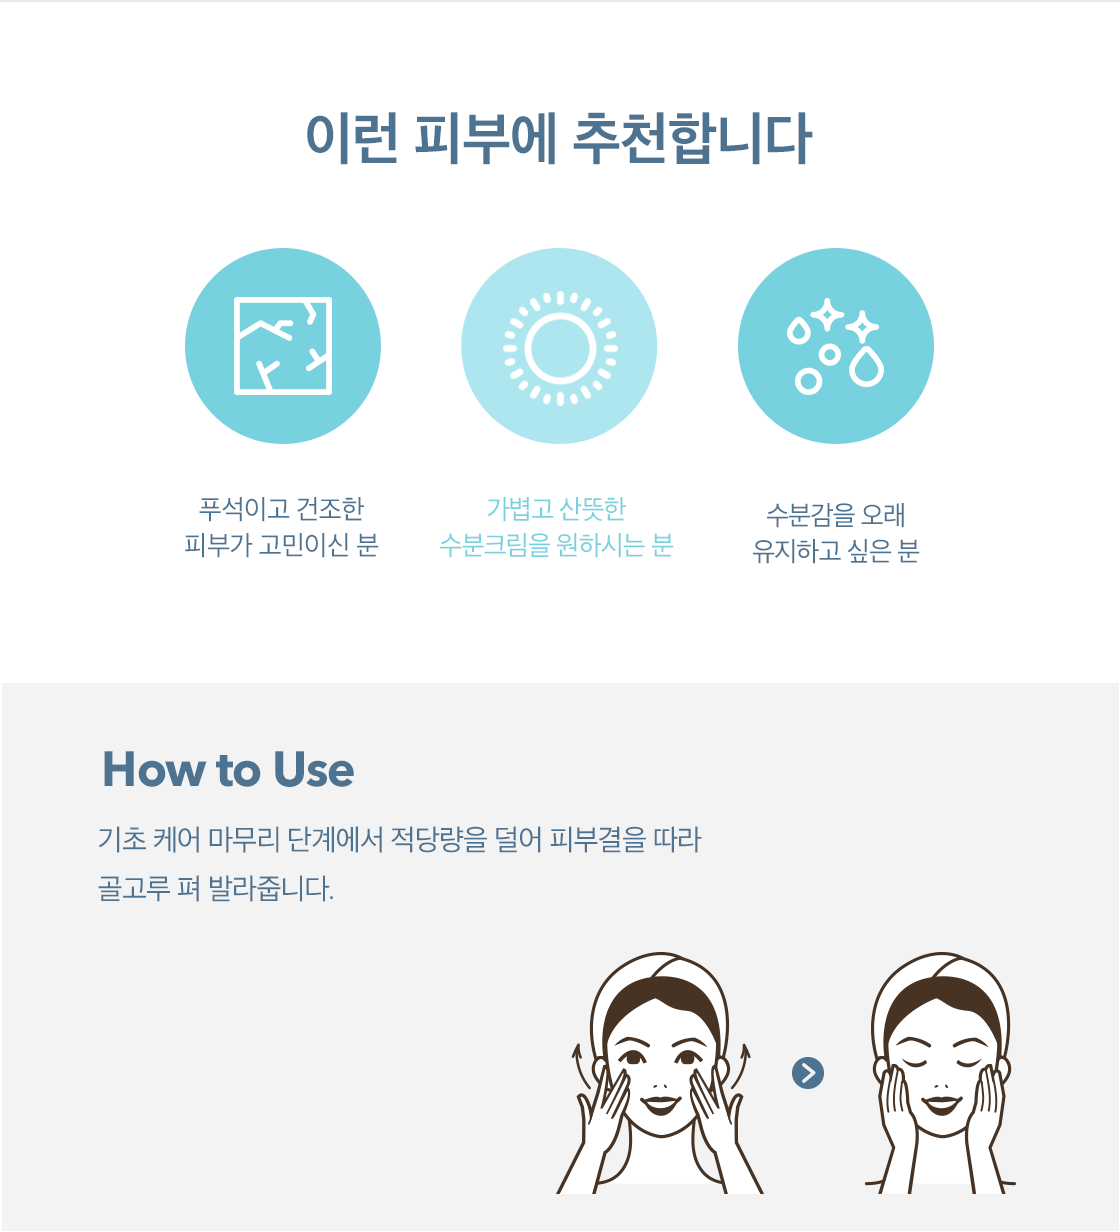 이런 피부에 추천합니다
푸석이고 건조한
피부가 고민이신 분
가볍고 산뜻한
수분크림을 원하시는 분
수분감을 오래
유지하고 싶은 분
How to Use
기초 케어 마무리 단계에서 적당량을 덜어 피부결을 따라
골고루 펴 발라줍니다.